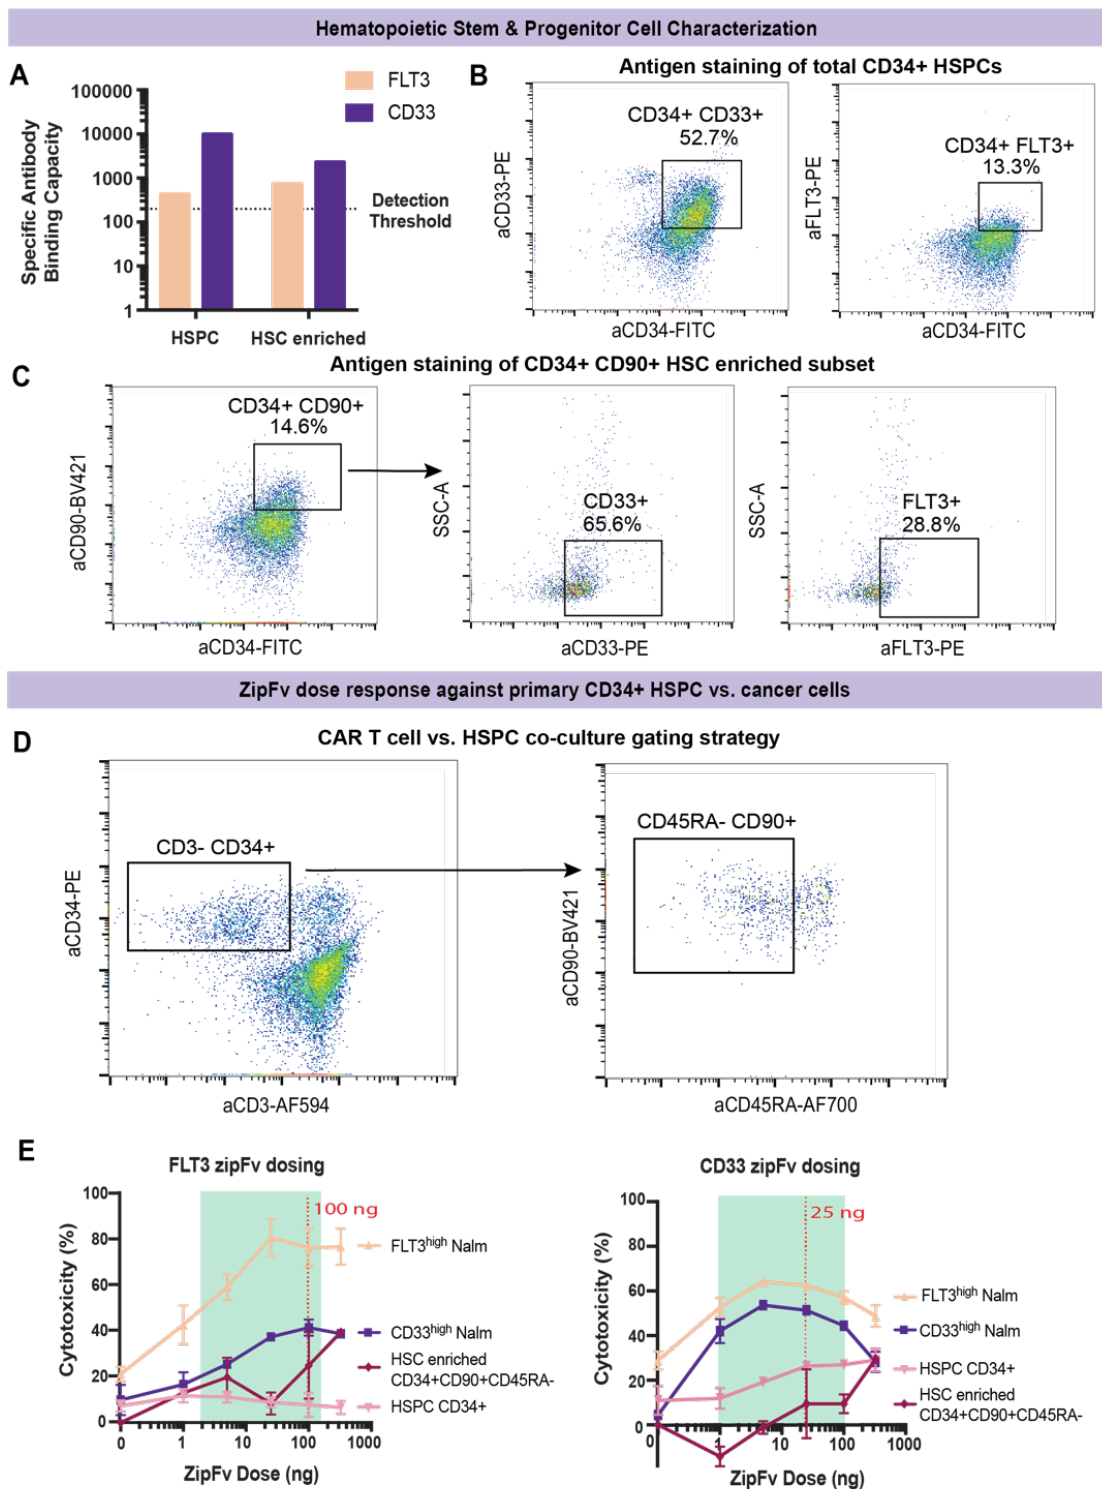 Hematopoietic Stem & Progenitor Cell Characterization
A
100000
10000
1000
100
10
1
Specific Antibody
Binding Capacity
FLT3
CD33
Detection
Threshold
HSPC
HSC enriched
B
Antigen staining of total CD34+ HSPCs
CD34+ CD33+
52.7%
aCD33-PE
aCD34-FITC
CD34+ FLT3+
13.3%
aFLT3-PE
aCD34-FITC
C
Antigen staining of CD34+ CD90+ HSC enriched subset
CD34+ CD90+
14.6%
aCD90-BV421
aCD34-FITC
CD33+
65.6%
SSC-A
aCD33-PE
FLT3+
28.8%
SSC-A
aFLT3-PE
ZipFv dose response against primary CD34+ HSPC vs. cancer cells
D
CAR T cell vs. HSPC co-culture gating strategy
CD3- CD34+
aCD34-PE
aCD3-AF594
CD45RA- CD90+
aCD90-BV421
aCD45RA-AF700
E
FLT3 zipFv dosing
100
80
60
40
20
0
Cytotoxicity (%)
100 ng
FLT3high Nalm
CD33high Nalm
HSC enriched
CD34+CD90+CD45RA-
HSPC CD34+
0 1 10 100 1000
ZipFv Dose (ng)
CD33 zipFv dosing
100
80
60
40
20
0
Cytotoxicity (%)
25 ng
FLT3high Nalm
CD33high Nalm
HSPC CD34+
HSC enriched
CD34+CD90+CD45RA-
0 1 10 100 1000
ZipFv Dose (ng)